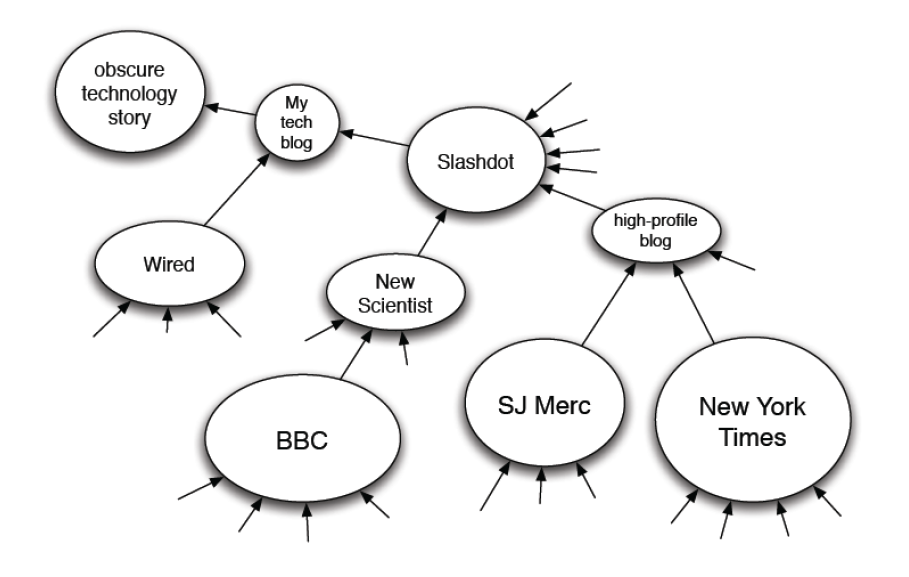 obscure
technology
story
My
tech
blog
Slashdot
high-profile
blog
Wired
New
Scientist
SJ Merc
New York
Times
BBC